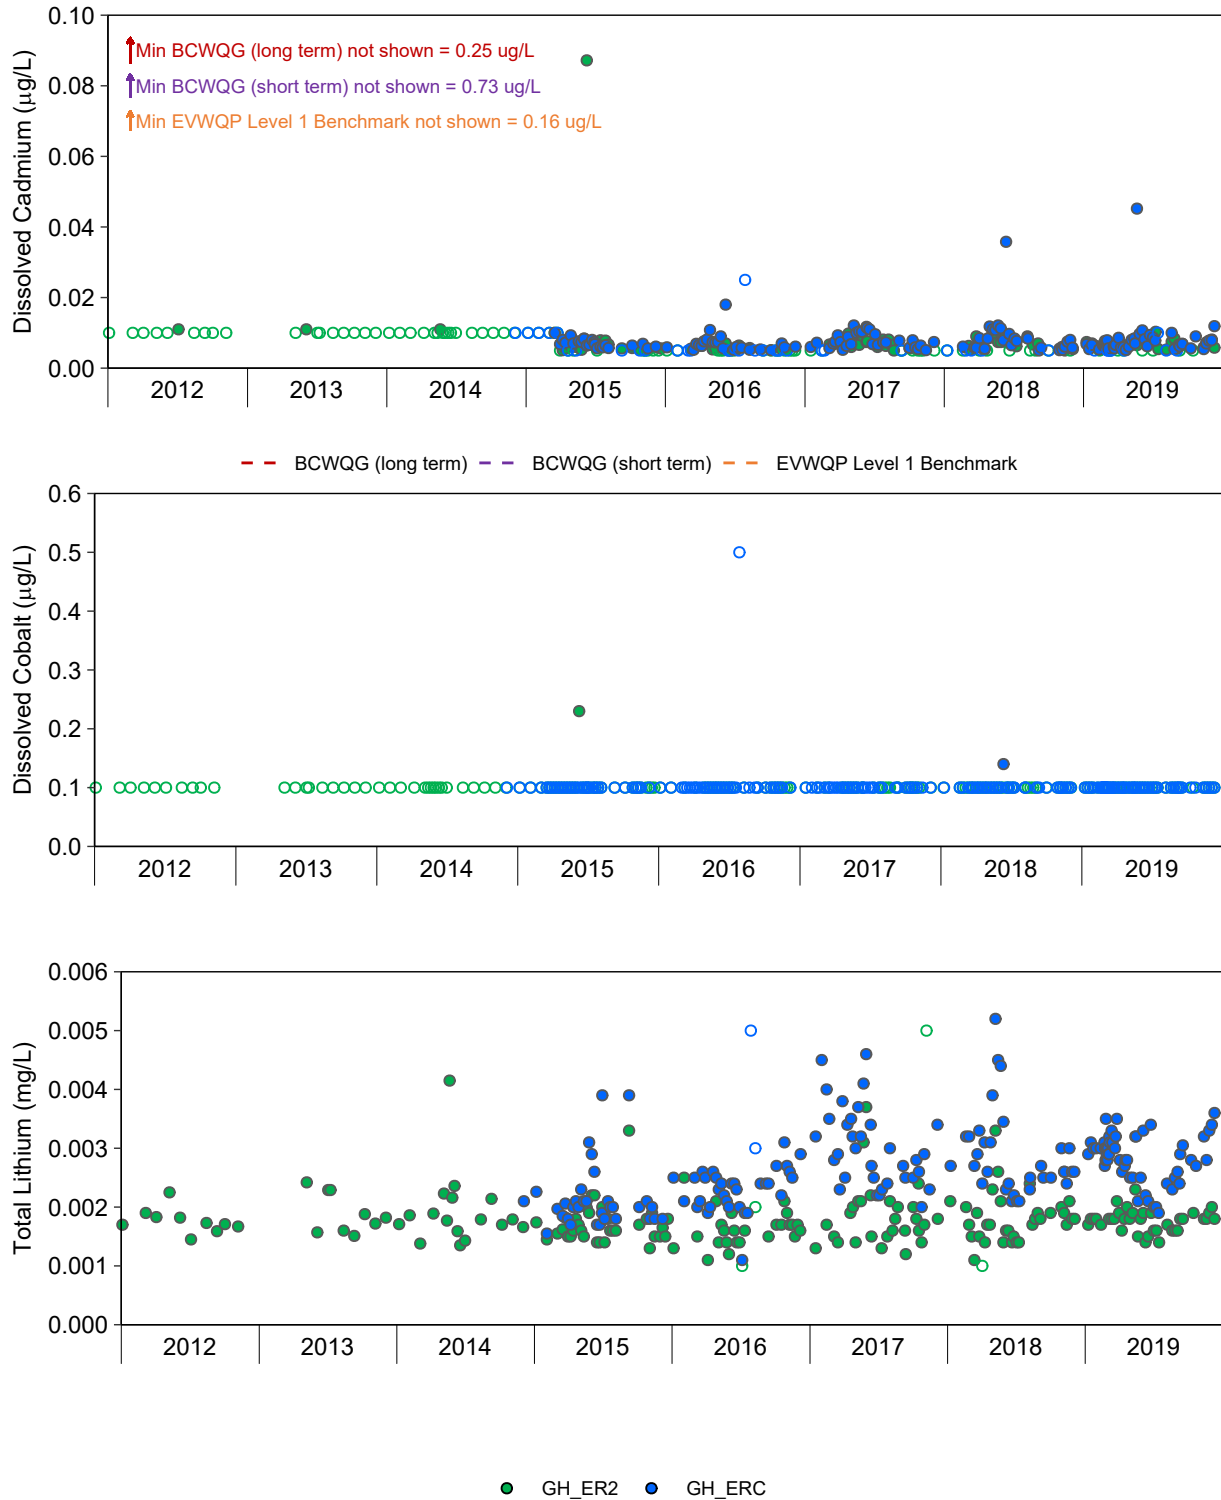 Dissolved Cadmium (µg/L)
0.10
0.08
0.06
0.04
0.02
0.00
Min BCWQG (long term) not shown = 0.25 ug/L
Min BCWQG (short term) not shown = 0.73 ug/L
Min EVWQP Level 1 Benchmark not shown = 0.16 ug/L
2012 2013 2014 2015 2016 2017 2018 2019
BCWQG (long term) BCWQG (short term) EVWQP Level 1 Benchmark
Dissolved Cobalt (µg/L)
0.6
0.5
0.4
0.3
0.2
0.1
0.0
2012 2013 2014 2015 2016 2017 2018 2019
Total Lithium (mg/L)
0.006
0.005
0.004
0.003
0.002
0.001
0.000
2012 2013 2014 2015 2016 2017 2018 2019
GH_ER2 GH_ERC